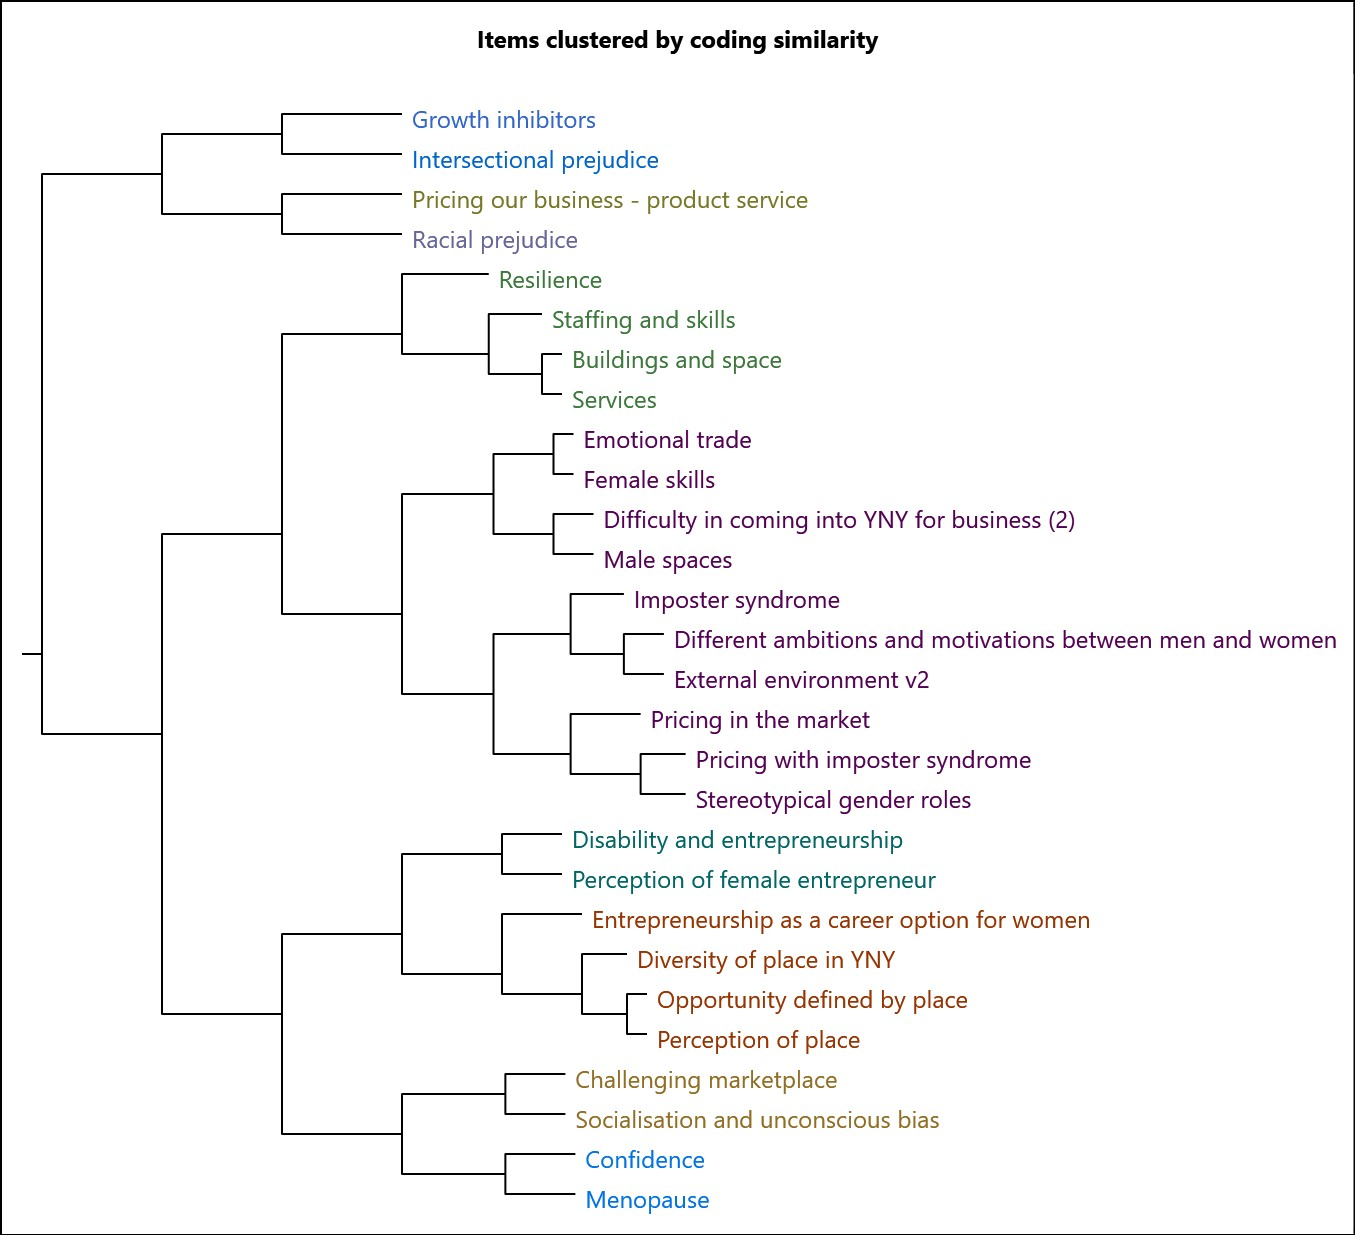 Items clustered by coding similarity
Growth inhibitors
Intersectional prejudice
Pricing our business - product service
Racial prejudice
Resilience
Staffing and skills
Buildings and space
Services
Emotional trade
Female skills
Difficulty in coming into YNY for business (2)
Male spaces
Imposter syndrome
Different ambitions and motivations between men and women
External environment v2
Pricing in the market
Pricing with imposter syndrome
Stereotypical gender roles
Disability and entrepreneurship
Perception of female entrepreneur
Entrepreneurship as a career option for women
Diversity of place in YNY
Opportunity defined by place
Perception of place
Challenging marketplace
Socialisation and unconscious bias
Confidence
Menopause